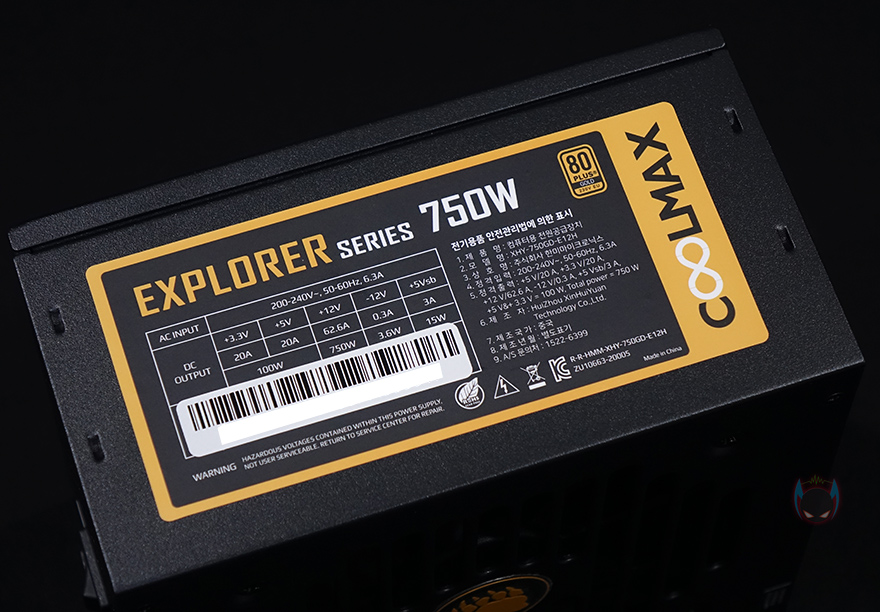 COOLMAX
EXPLORER SERIES 750W
80
PLUS®
GOLD
230V EU
AC INPUT 200-240V~, 50-60Hz, 6.3A
DC OUTPUT +3.3V +5V +12V -12V +5Vsb
20A 20A 62.6A 0.3A 3A
100W 750W 3.6W 15W
WARNING HAZARDOUS VOLTAGES CONTAINED WITHIN THIS POWER SUPPLY,
NOT USER SERVICEABLE. RETURN TO SERVICE CENTER FOR REPAIR.
전기용품 안전관리법에 의한 표시
1. 제 품 명 : 컴퓨터용 전원공급장치
2. 모 델 명 : XHY-750GD-E12H
3. 상 호 명 : 주식회사 한미마이크로닉스
4. 정격입력 : 200-240V~, 50-60Hz, 6.3A
5. 정격출력 : +5 V/20 A, +3.3 V/20 A,
+12 V/62.6 A, -12 V/0.3 A, +5 Vsb/3 A,
+5 V& +3.3 V = 100 W, Total power = 750 W
6. 제 조 자 : HuiZhou XinHuiYuan
Technology Co.,Ltd.
7. 제조국가 : 중국
8. 제조년월 : 별도표기
9. A/S 문의처 : 1522-6399
RoHS
R-R-HMM-XHY-750GD-E12H
ZU10663-20005
Made in China